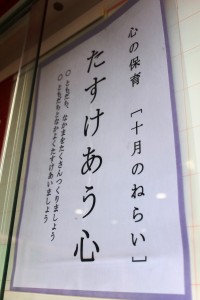 心の保育 [十月のねらい]
たすけあう心
◎ ともだち、なかまをたくさんつくりましょう
◎ ともだちとなかよくたすけあいましょう